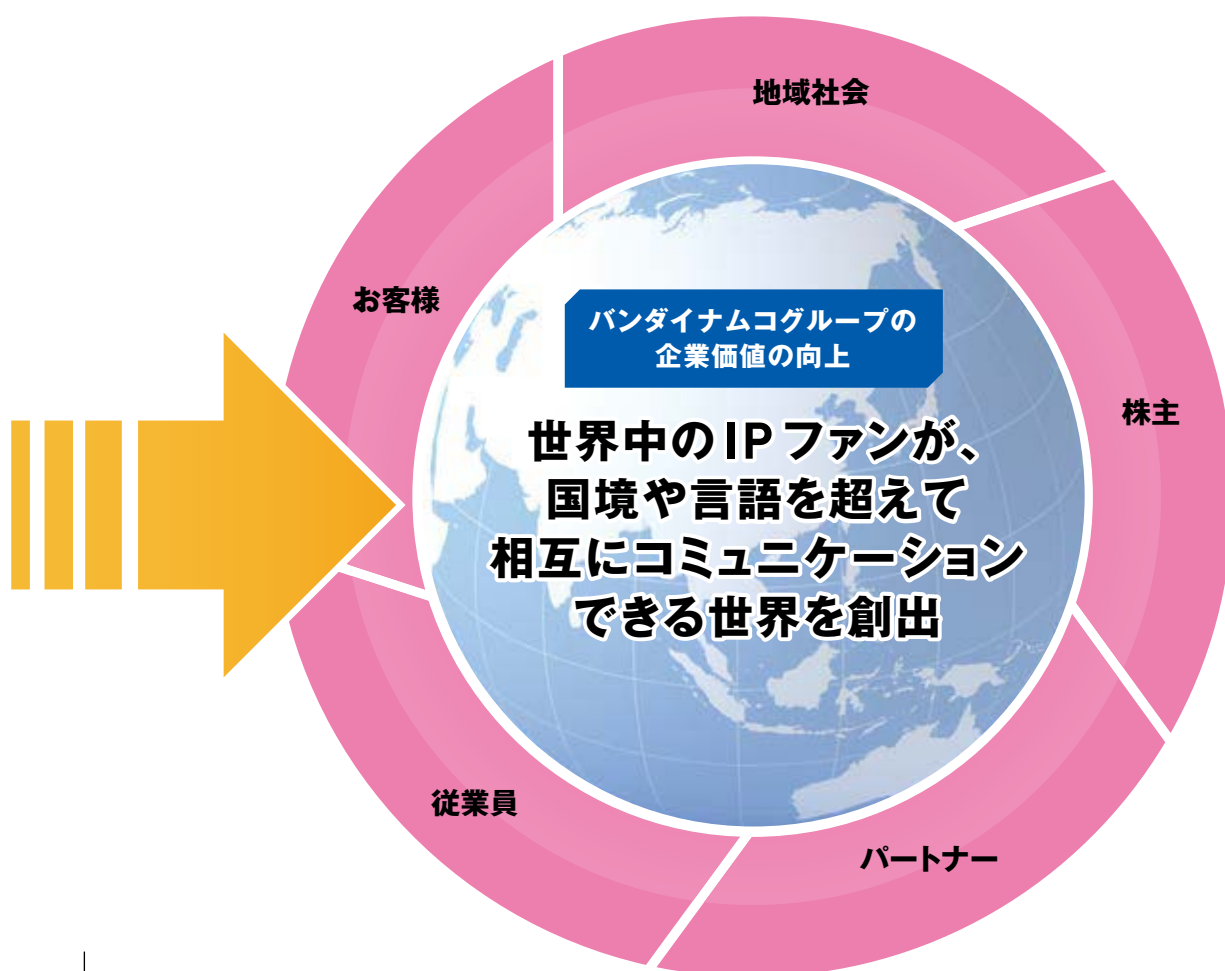 地域社会
お客様
バンダイナムコグループの
企業価値の向上
株主
世界中のIPファンが、
国境や言語を超えて
相互にコミュニケーション
できる世界を創出
従業員
パートナー